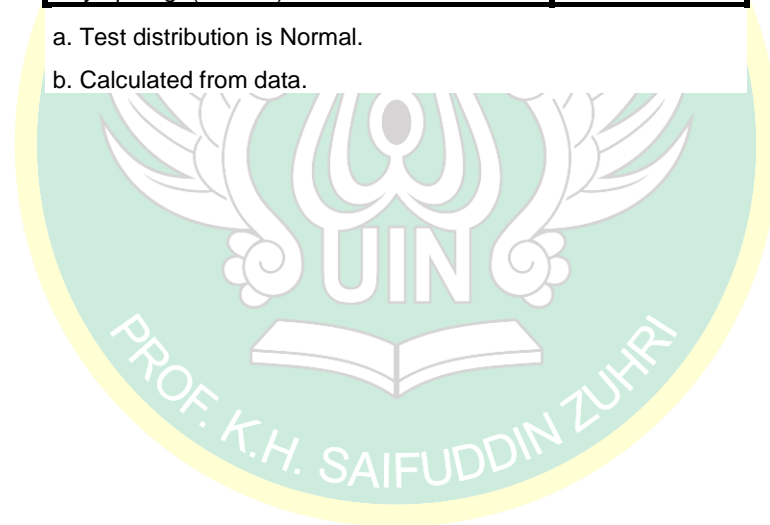 a. Test distribution is Normal.
b. Calculated from data.
UIN
PROF. K.H. SAIFUDDIN ZUHRI